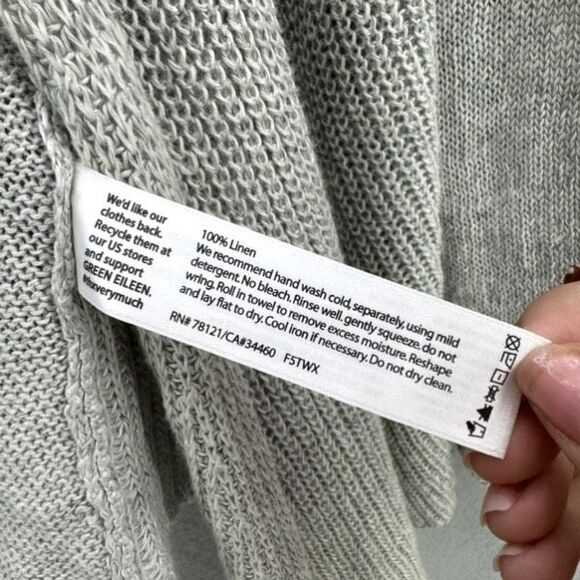 We'd like our
clothes back.
Recycle them at
our US stores
and support
GREEN EILEEN.
#thxverymuch
100% Linen
We recommend hand wash cold, separately, using mild
detergent. No bleach. Rinse well. gently squeeze. do not
wring. Roll in towel to remove excess moisture. Reshape
and lay flat to dry. Cool iron if necessary. Do not dry clean.
RN# 78121/CA#34460 F5TWX